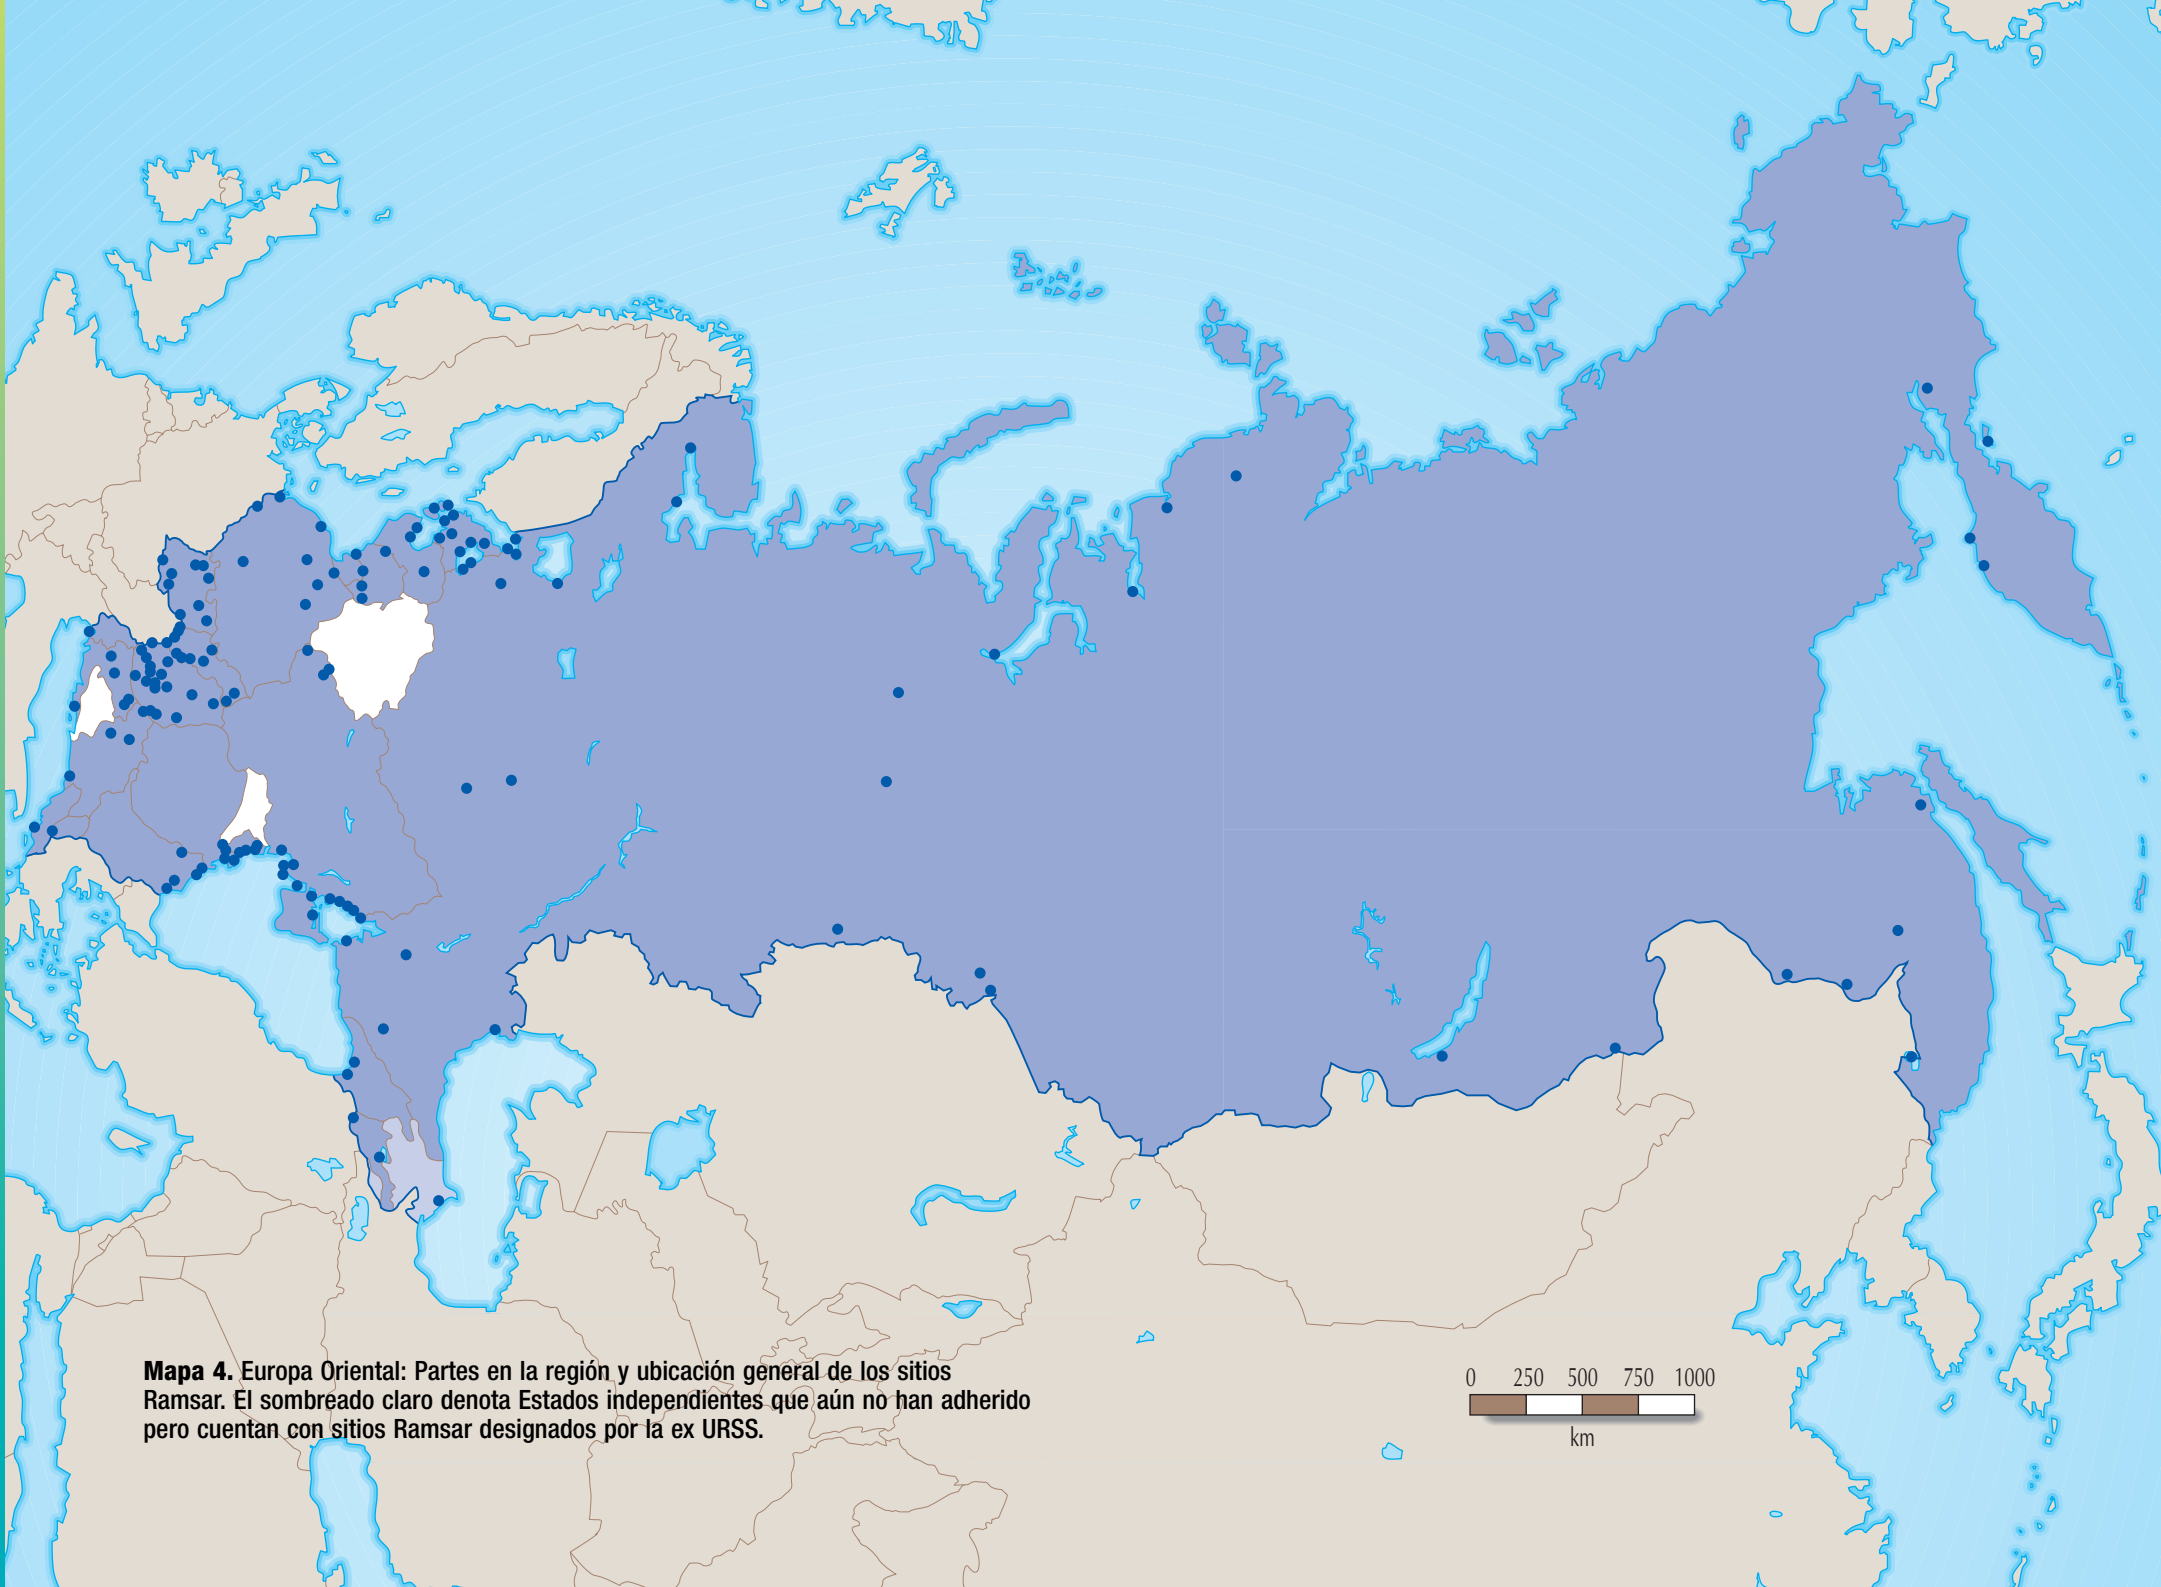 Mapa 4. Europa Oriental: Partes en la región y ubicación general de los sitios
Ramsar. El sombreado claro denota Estados independientes que aún no han adherido
pero cuentan con sitios Ramsar designados por la ex URSS.
0 250 500 750 1000
km